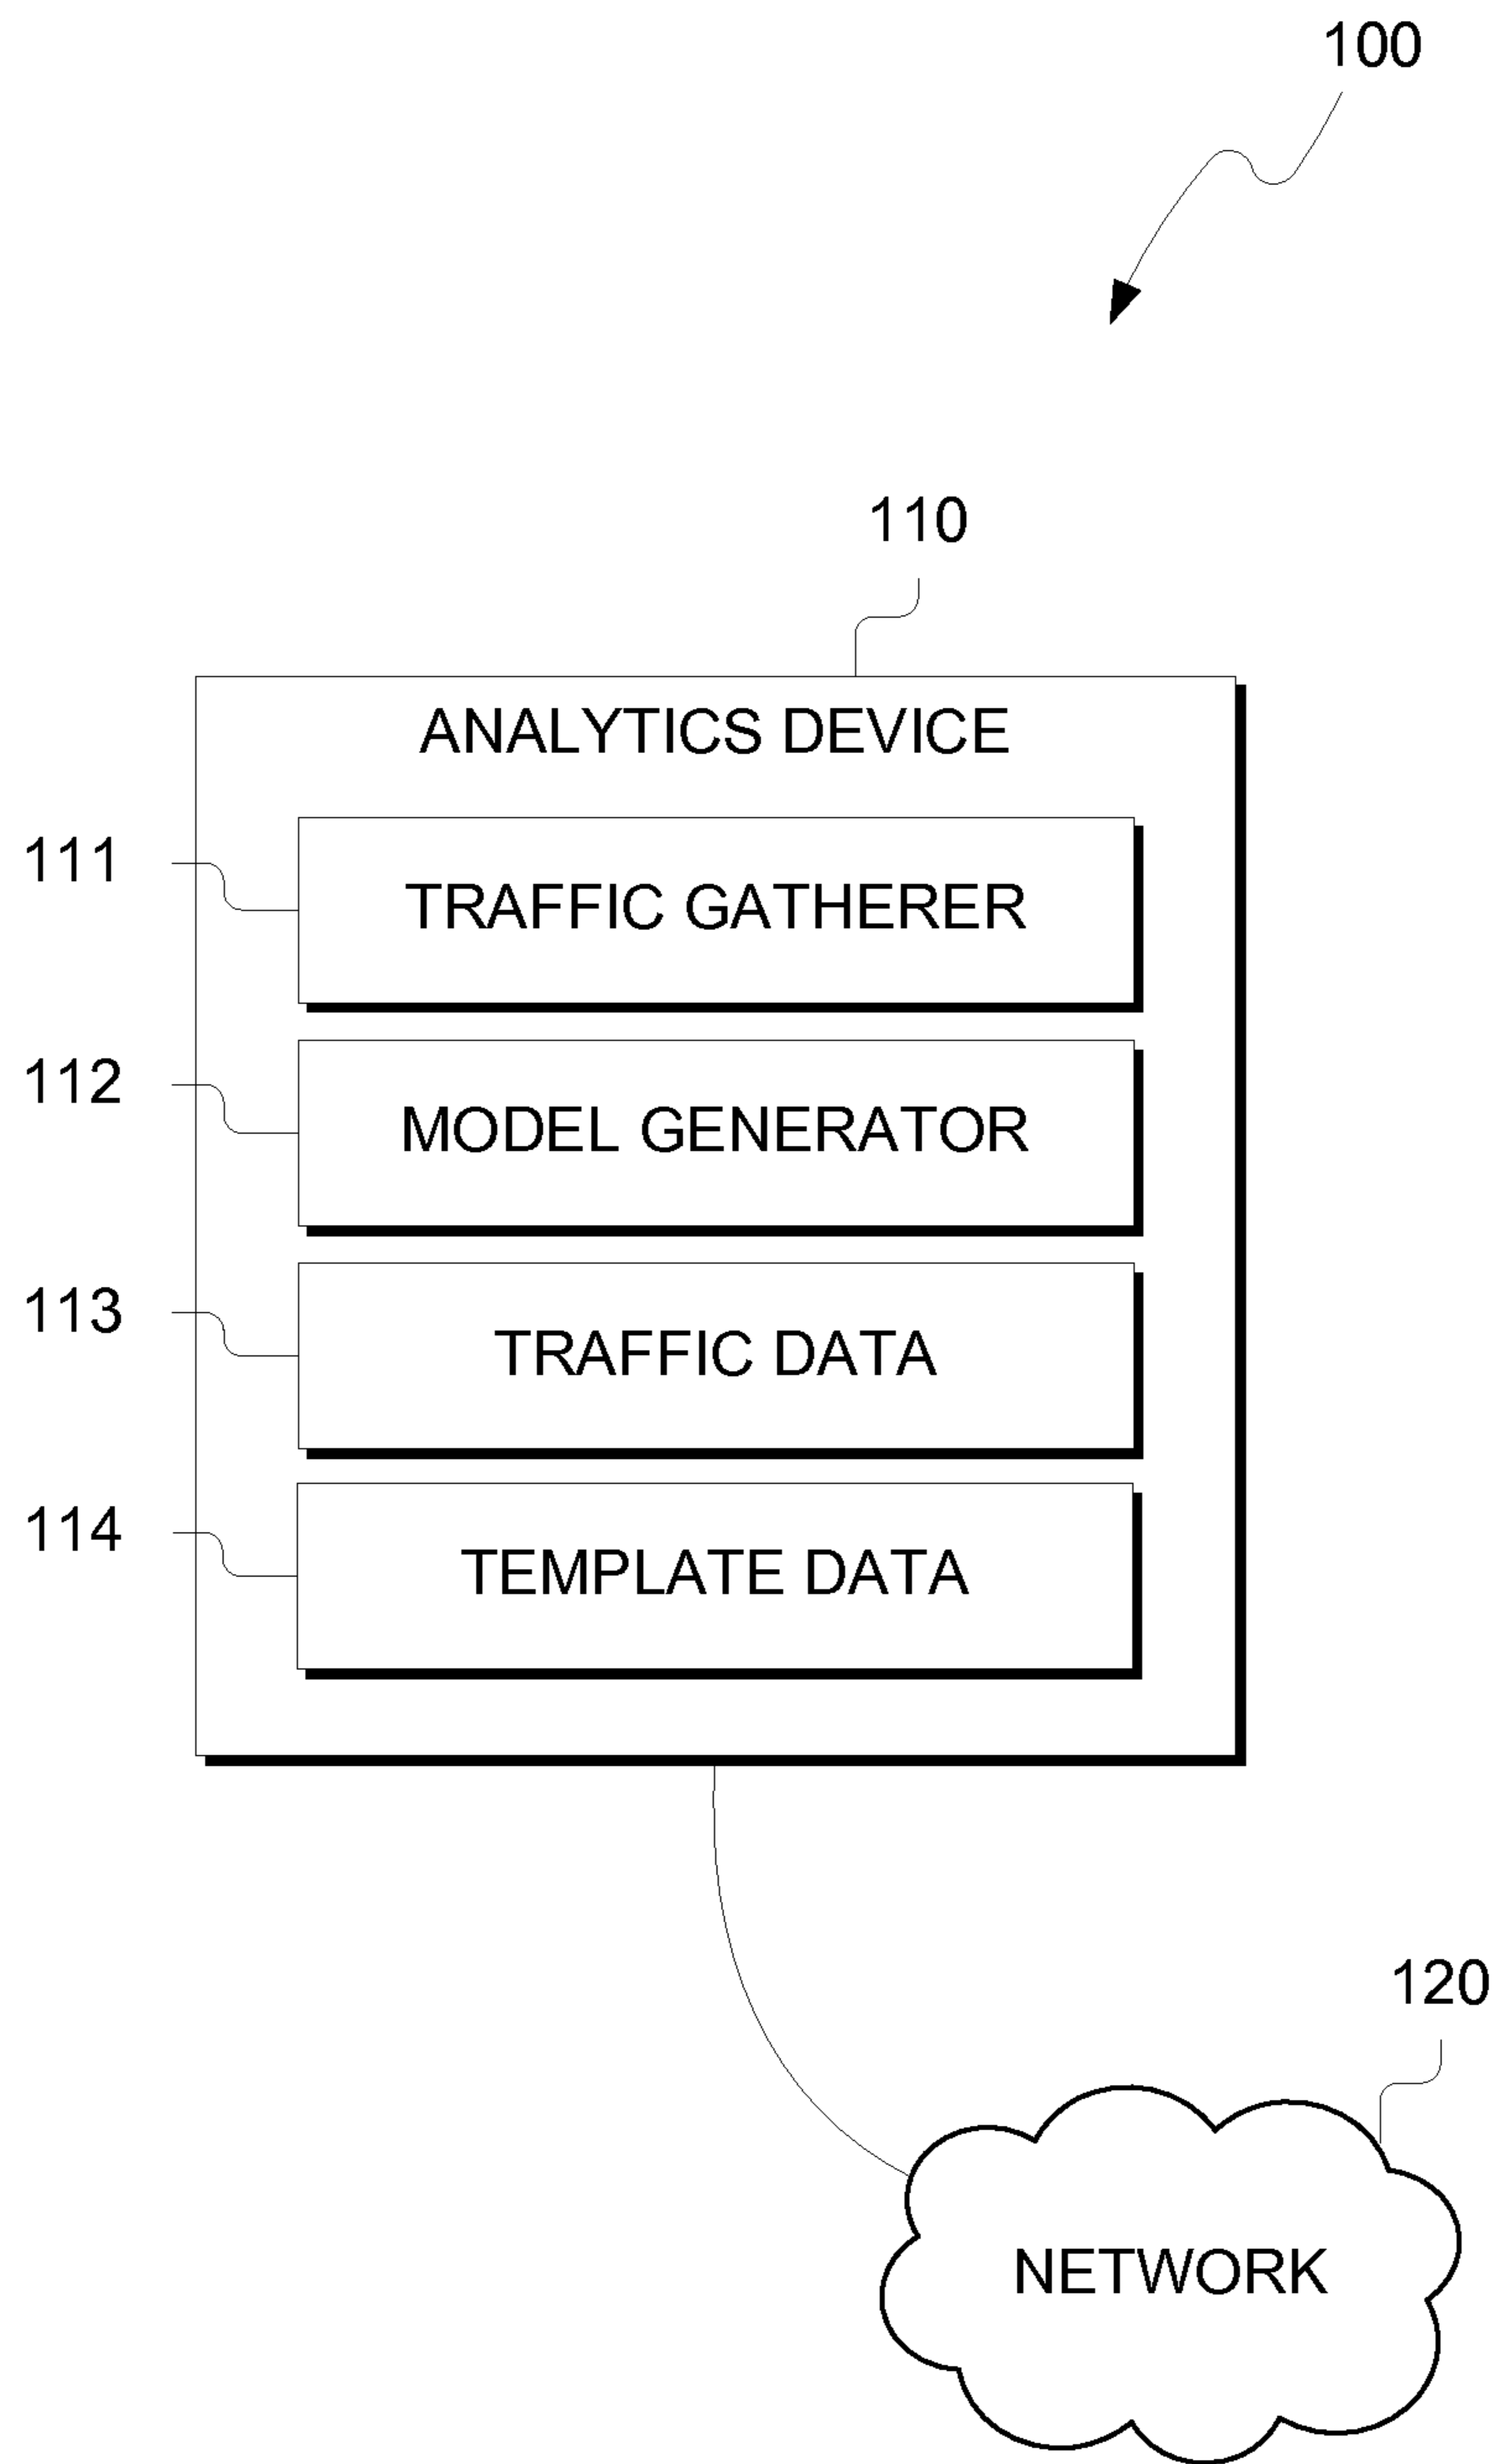 100
110
ANALYTICS DEVICE
111
TRAFFIC GATHERER
112
MODEL GENERATOR
113
TRAFFIC DATA
114
TEMPLATE DATA
120
NETWORK